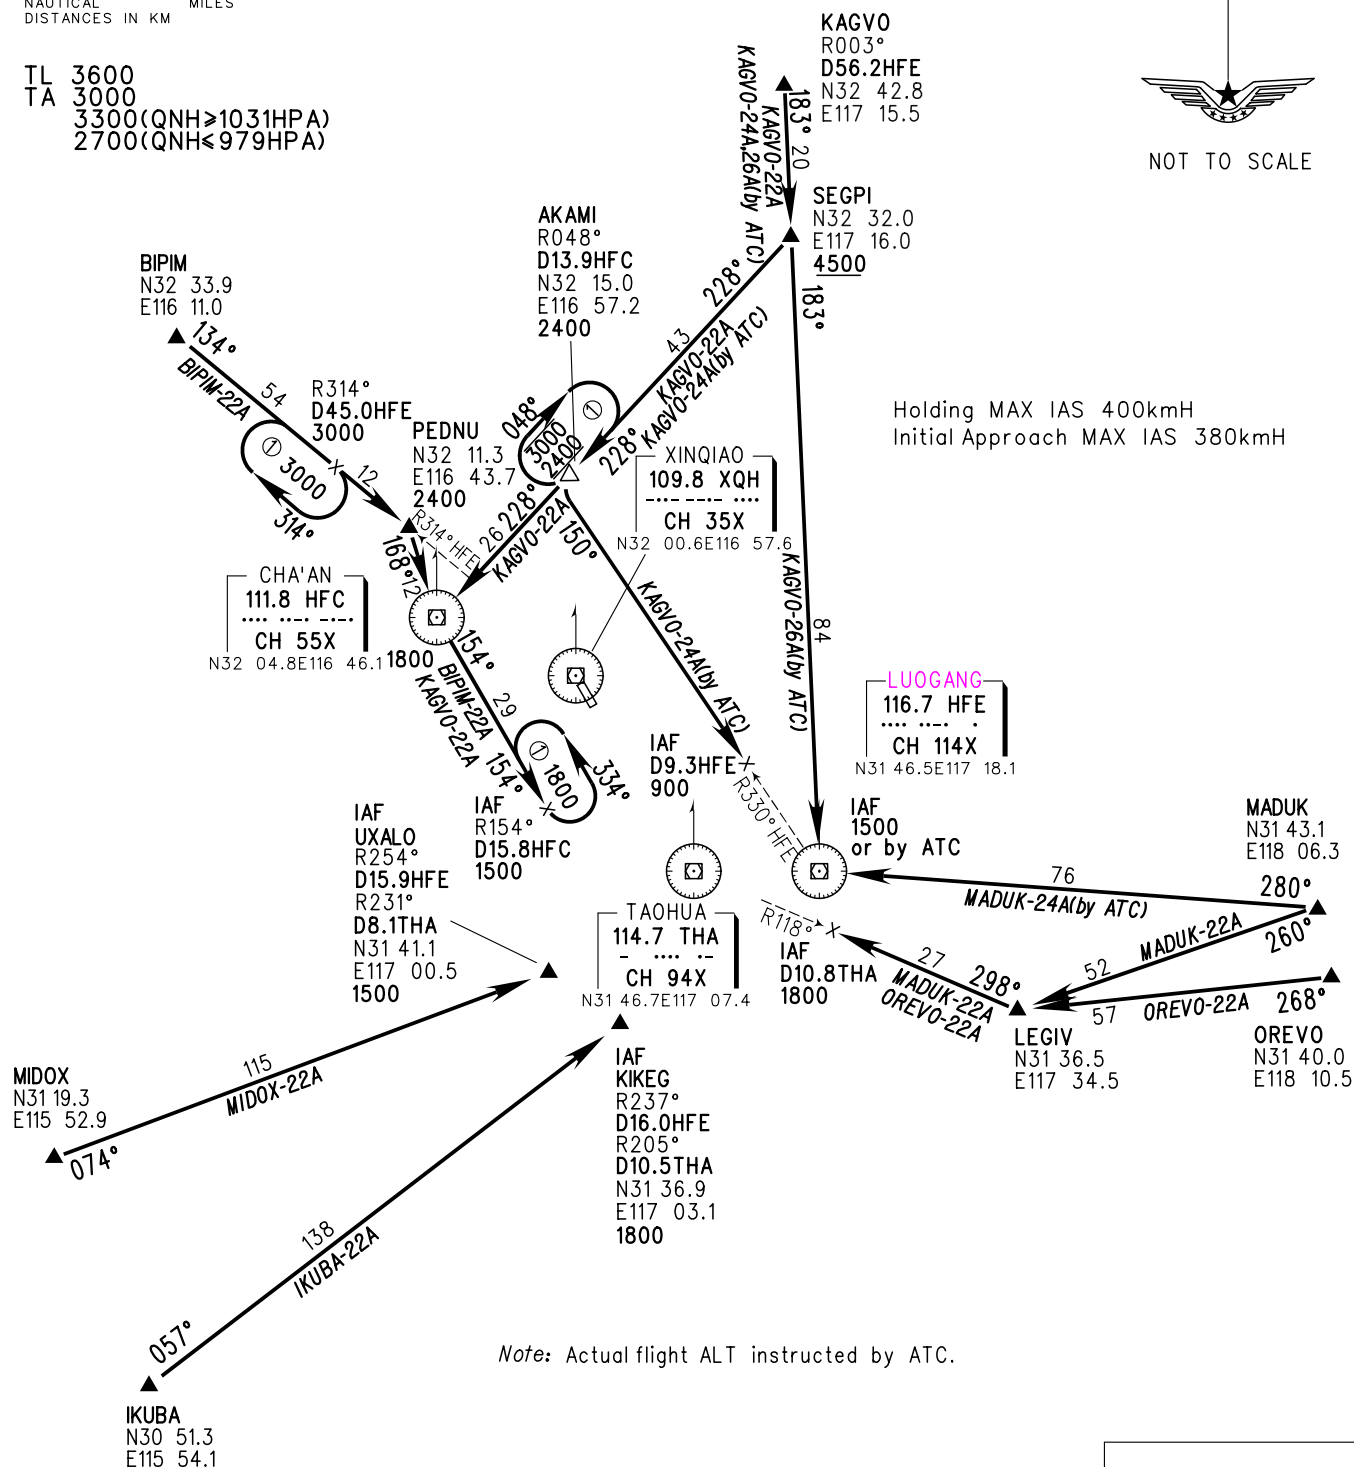 NAUTICAL MILES
DISTANCES IN KM
TL 3600
TA 3000
3300(QNH≥1031HPA)
2700(QNH≤979HPA)
KAGVO
R003°
D56.2HFE
N32 42.8
E117 15.5
NOT TO SCALE
183°
20
KAGVO-22A
KAGVO-24A,26A(by ATC)
SEGPI
N32 32.0
E117 16.0
4500
AKAMI
R048°
D13.9HFC
N32 15.0
E116 57.2
2400
BIPIM
N32 33.9
E116 11.0
134°
BIPIM-22A
54
R314°
D45.0HFE
3000
① 3000
314°
12
PEDNU
N32 11.3
E116 43.7
2400
048°
①
3000
2400
228°
43
KAGVO-22A
KAGVO-24A(by ATC)
228°
183°
Holding MAX IAS 400kmH
Initial Approach MAX IAS 380kmH
XINQIAO
109.8 XQH
-··- --·- ····
CH 35X
N32 00.6E116 57.6
R314° HFE
26
228°
KAGVO-22A
150°
KAGVO-24A(by ATC)
KAGVO-26A(by ATC)
84
168°
12
CHA'AN
111.8 HFC
···· ··-· -·-·
CH 55X
N32 04.8E116 46.1
1800
154°
BIPIM-22A
KAGVO-22A
29
154°
① 1800
334°
LUOGANG
116.7 HFE
···· ··-· ·
CH 114X
N31 46.5E117 18.1
IAF
D9.3HFE
900
R330° HFE
IAF
1500
or by ATC
IAF
R154°
D15.8HFC
1500
IAF
UXALO
R254°
D15.9HFE
R231°
D8.1THA
N31 41.1
E117 00.5
1500
MADUK
N31 43.1
E118 06.3
76
280°
MADUK-24A(by ATC)
MADUK-22A
260°
52
TAOHUA
114.7 THA
- ···· ·-
CH 94X
N31 46.7E117 07.4
R118°
IAF
D10.8THA
1800
27
298°
MADUK-22A
OREVO-22A
57
OREVO-22A
268°
LEGIV
N31 36.5
E117 34.5
OREVO
N31 40.0
E118 10.5
MIDOX
N31 19.3
E115 52.9
074°
115
MIDOX-22A
IAF
KIKEG
R237°
D16.0HFE
R205°
D10.5THA
N31 36.9
E117 03.1
1800
138
IKUBA-22A
057°
IKUBA
N30 51.3
E115 54.1
Note: Actual flight ALT instructed by ATC.